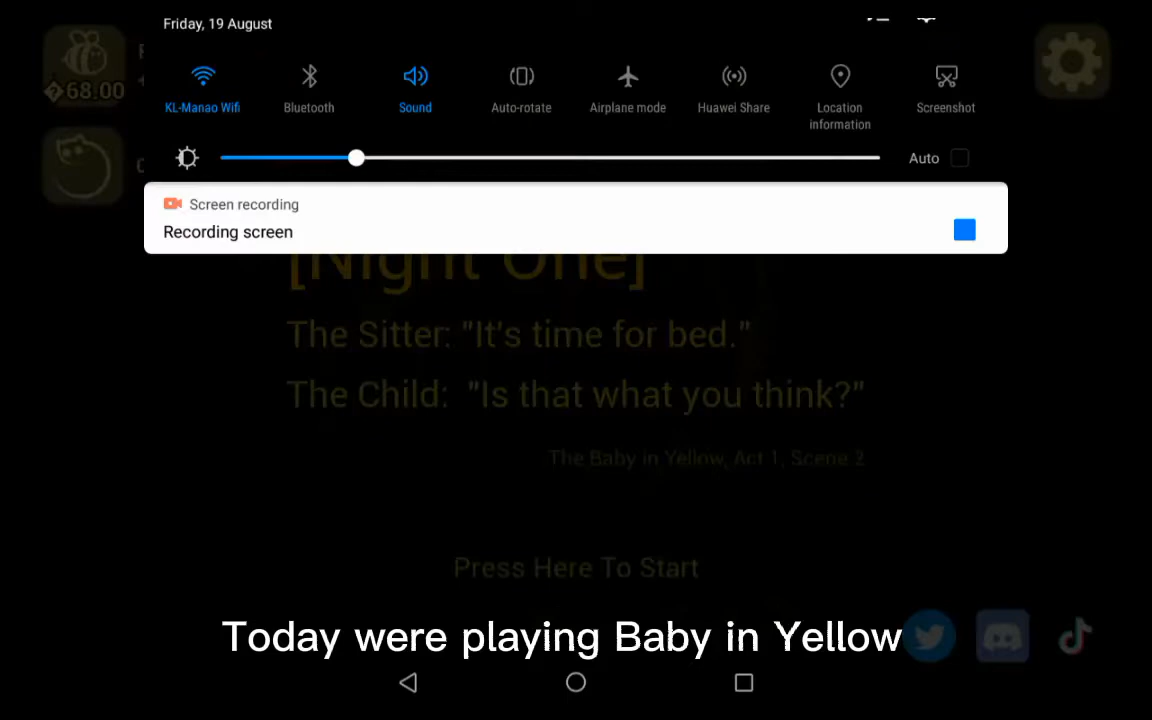 Friday, 19 August
68.00
KL-Manao Wifi
Bluetooth
Sound
Auto-rotate
Airplane mode
Huawei Share
Location
information
Screenshot
Auto
Screen recording
Recording screen
[Night One]
The Sitter: "It's time for bed."
The Child: "Is that what you think?"
The Baby in Yellow, Act 1, Scene 2
Press Here To Start
Today were playing Baby in Yellow